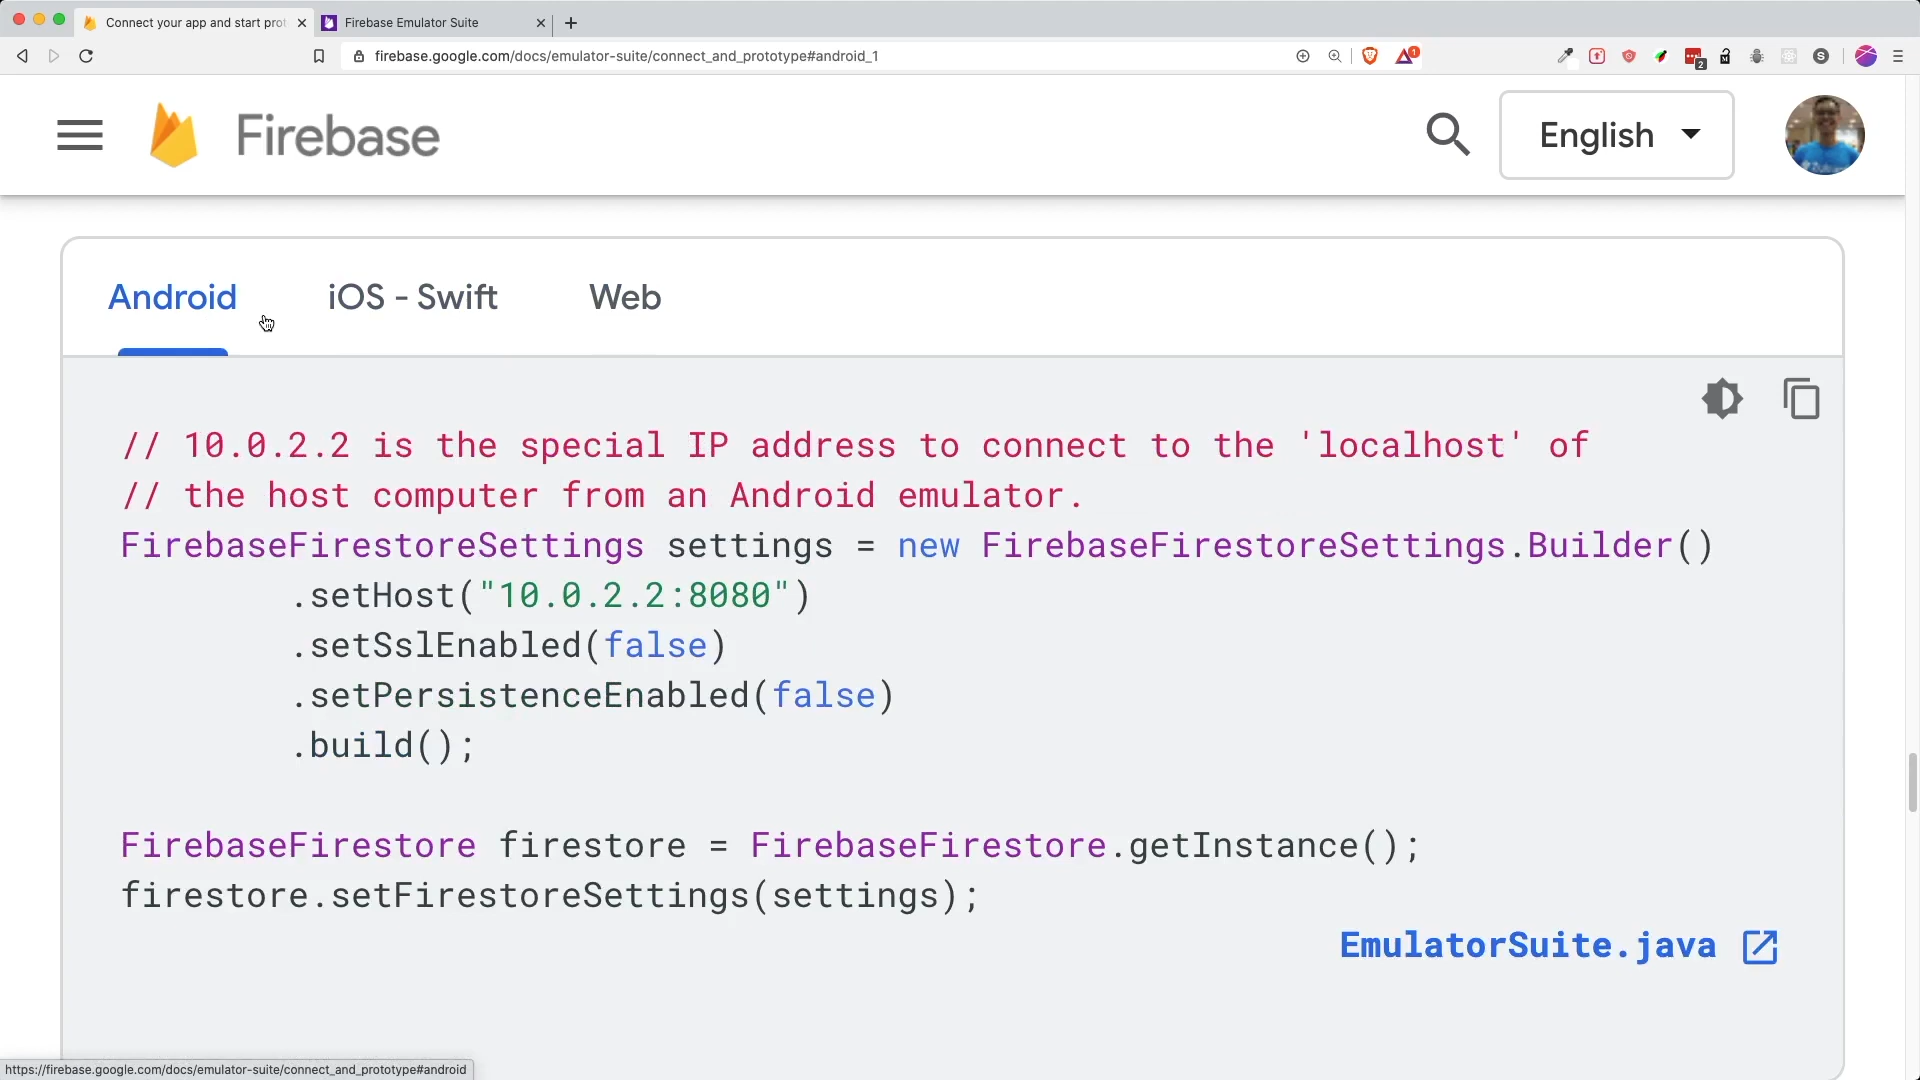 Connect your app and start prot
Firebase Emulator Suite
firebase.google.com/docs/emulator-suite/connect_and_prototype#android_1
1
2
S
Firebase
English
Android
iOS - Swift
Web
// 10.0.2.2 is the special IP address to connect to the 'localhost' of
// the host computer from an Android emulator.
FirebaseFirestoreSettings settings = new FirebaseFirestoreSettings.Builder()
        .setHost("10.0.2.2:8080")
        .setSslEnabled(false)
        .setPersistenceEnabled(false)
        .build();
FirebaseFirestore firestore = FirebaseFirestore.getInstance();
firestore.setFirestoreSettings(settings);
EmulatorSuite.java
https://firebase.google.com/docs/emulator-suite/connect_and_prototype#android